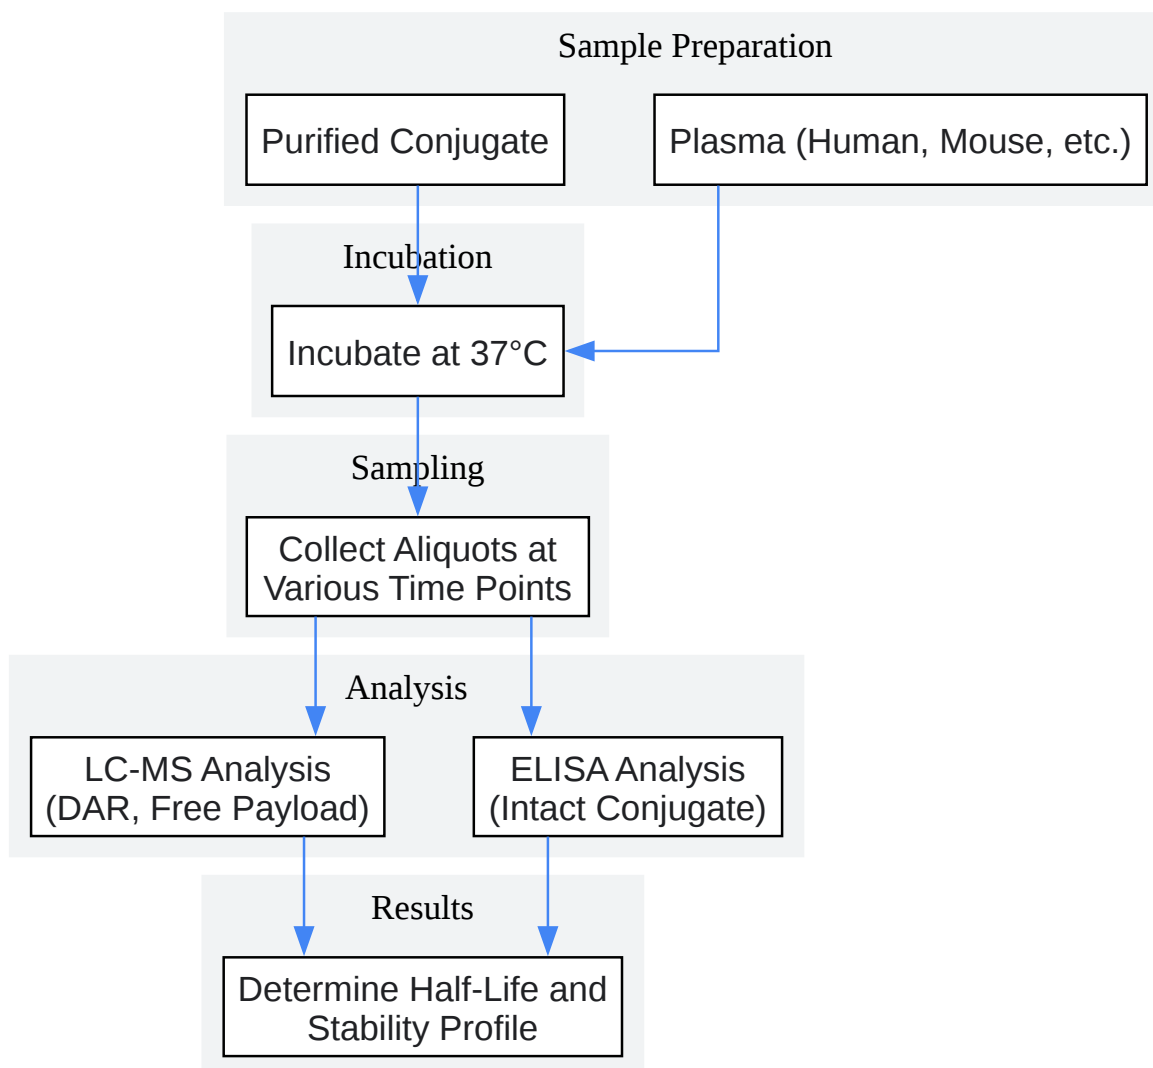 Sample Preparation
Purified Conjugate
Plasma (Human, Mouse, etc.)
Incubation
Incubate at 37°C
Sampling
Collect Aliquots at
Various Time Points
Analysis
LC-MS Analysis
(DAR, Free Payload)
ELISA Analysis
(Intact Conjugate)
Results
Determine Half-Life and
Stability Profile